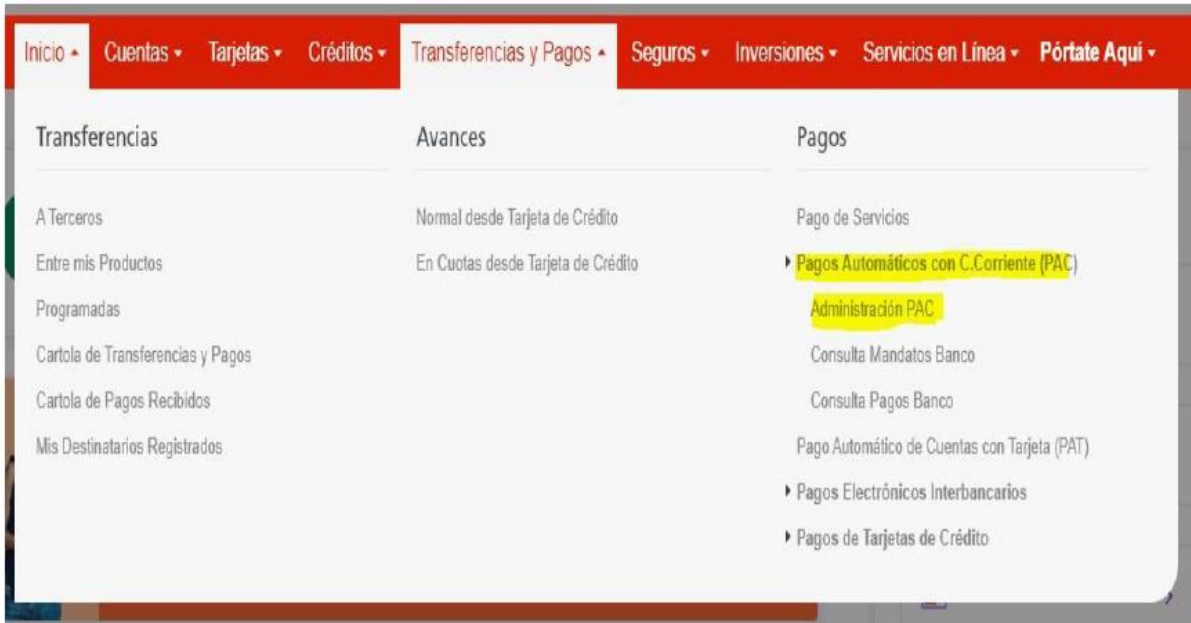 Inicio Cuentas Tarjetas Créditos Transferencias y Pagos Seguros Inversiones Servicios en Línea Pórtate Aquí
Transferencias
A Terceros
Entre mis Productos
Programadas
Cartola de Transferencias y Pagos
Cartola de Pagos Recibidos
Mis Destinatarios Registrados
Avances
Normal desde Tarjeta de Crédito
En Cuotas desde Tarjeta de Crédito
Pagos
Pago de Servicios
Pagos Automáticos con C.Corriente (PAC)
Administración PAC
Consulta Mandatos Banco
Consulta Pagos Banco
Pago Automático de Cuentas con Tarjeta (PAT)
Pagos Electrónicos Interbancarios
Pagos de Tarjetas de Crédito